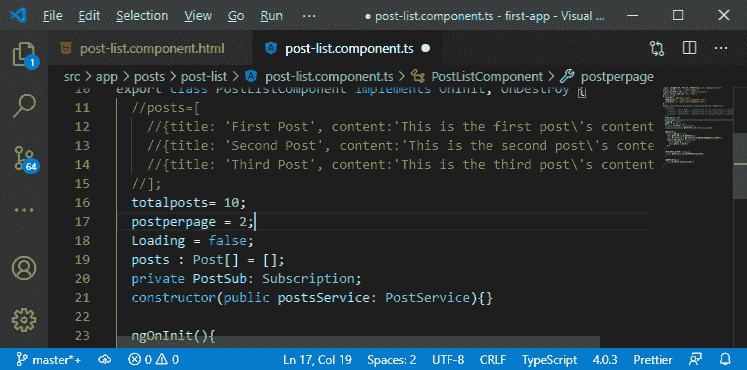 File Edit Selection View Go Run ··· ● post-list.component.ts - first-app - Visual ...
post-list.component.html post-list.component.ts ●
src > app > posts > post-list > post-list.component.ts > PostListComponent > postperpage
10 export class PostListComponent implements OnInit, OnDestroy {
11 //posts=[
12 //{title: 'First Post', content:'This is the first post\'s content
13 //{title: 'Second Post', content:'This is the second post\'s conte
14 //{title: 'Third Post', content:'This is the third post\'s content
15 //];
16 totalposts= 10;
17 postperpage = 2;
18 Loading = false;
19 posts : Post[] = [];
20 private PostSub: Subscription;
21 constructor(public postsService: PostService){}
22
23 ngOnInit(){
1
64
master*+ 0 0 Ln 17, Col 19 Spaces: 2 UTF-8 CRLF TypeScript 4.0.3 Prettier